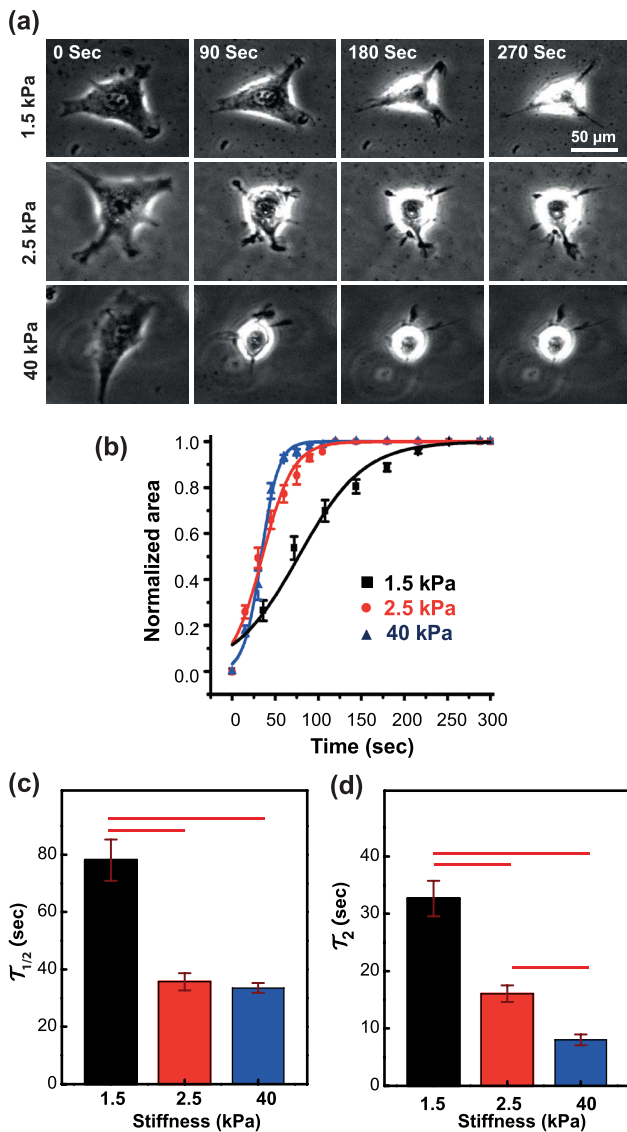 (a)
0 Sec 90 Sec 180 Sec 270 Sec
1.5 kPa
50 µm
2.5 kPa
40 kPa
(b)
Normalized area
1.0
0.8
0.6
0.4
0.2
0.0
1.5 kPa
2.5 kPa
40 kPa
0 50 100 150 200 250 300
Time (sec)
(c)
𝒯1/2 (sec)
80
60
40
20
0
1.5 2.5 40
Stiffness (kPa)
(d)
𝒯2 (sec)
40
30
20
10
0
1.5 2.5 40
Stiffness (kPa)